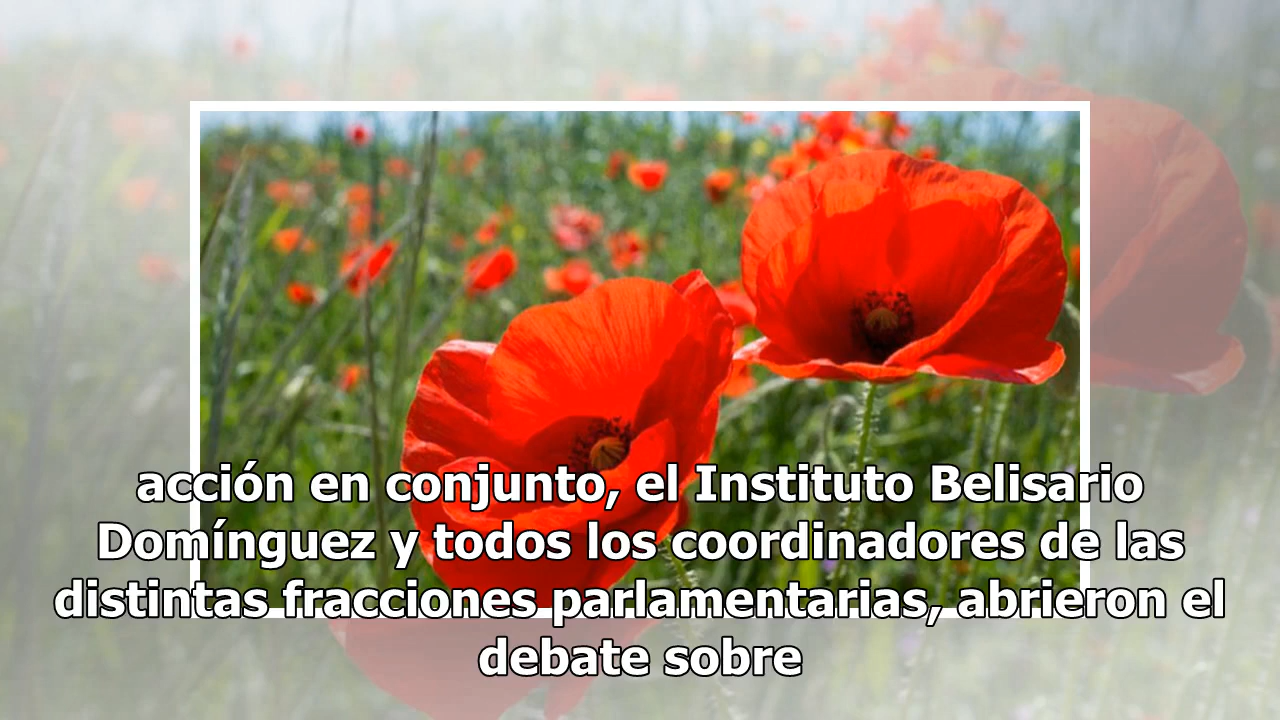 acción en conjunto, el Instituto Belisario
Domínguez y todos los coordinadores de las
distintas fracciones parlamentarias, abrieron el
debate sobre